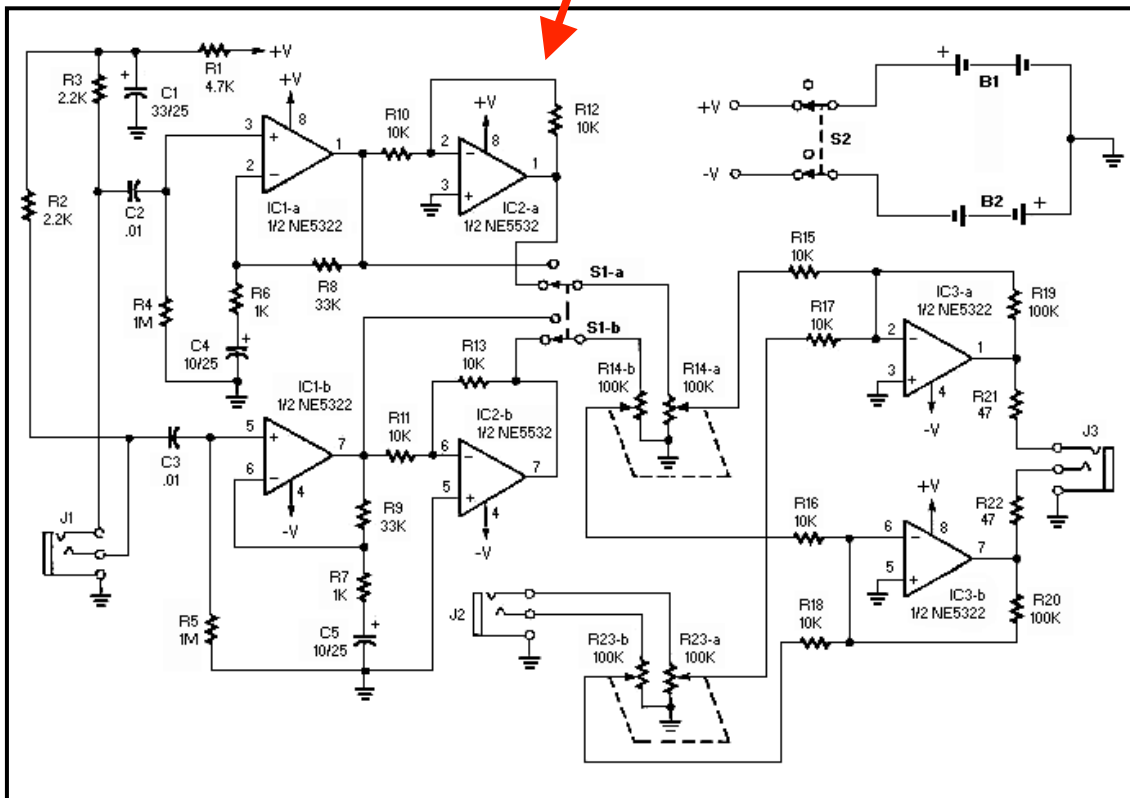 R3
2.2K
+
C1
33/25
R1
4.7K
+V
+V
8
3
+
1
2
−
IC1-a
1/2 NE5322
R10
10K
+V
8
2
−
3
+
1
IC2-a
1/2 NE5532
R12
10K
+V
-V
S2
+
B1
B2
+
R2
2.2K
C2
.01
R4
1M
R6
1K
C4
10/25
+
R8
33K
S1-a
S1-b
R15
10K
R17
10K
IC3-a
1/2 NE5322
2
−
3
+
1
4
-V
R19
100K
R21
47
R13
10K
IC1-b
1/2 NE5322
R11
10K
IC2-b
1/2 NE5532
R14-b
100K
R14-a
100K
J3
C3
.01
5
+
6
−
7
4
-V
6
−
5
+
7
4
-V
R9
33K
R7
1K
C5
10/25
+
R5
1M
J1
R16
10K
+V
8
6
−
5
+
7
R22
47
IC3-b
1/2 NE5322
R20
100K
R18
10K
J2
R23-b
100K
R23-a
100K